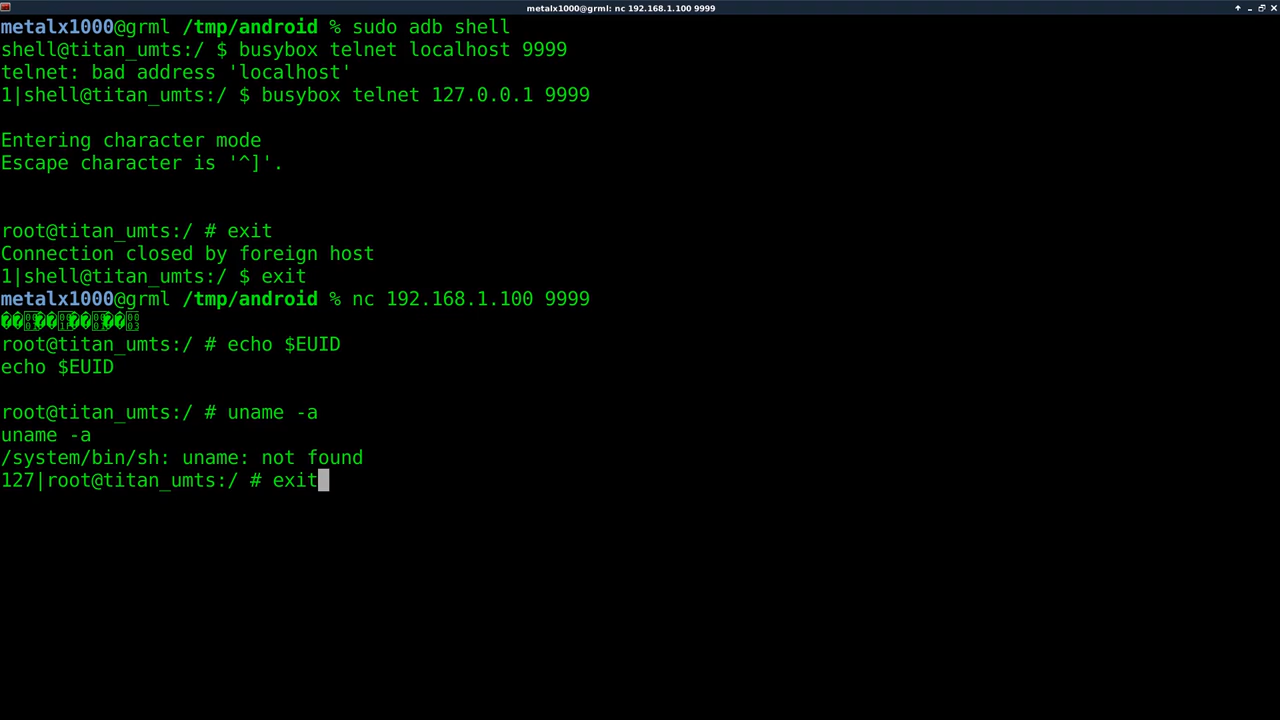 metalx1000@grml: nc 192.168.1.100 9999
metalx1000@grml /tmp/android % sudo adb shell
shell@titan_umts:/ $ busybox telnet localhost 9999
telnet: bad address 'localhost'
1|shell@titan_umts:/ $ busybox telnet 127.0.0.1 9999
Entering character mode
Escape character is '^]'.
root@titan_umts:/ # exit
Connection closed by foreign host
1|shell@titan_umts:/ $ exit
metalx1000@grml /tmp/android % nc 192.168.1.100 9999
root@titan_umts:/ # echo $EUID
echo $EUID
root@titan_umts:/ # uname -a
uname -a
/system/bin/sh: uname: not found
127|root@titan_umts:/ # exit